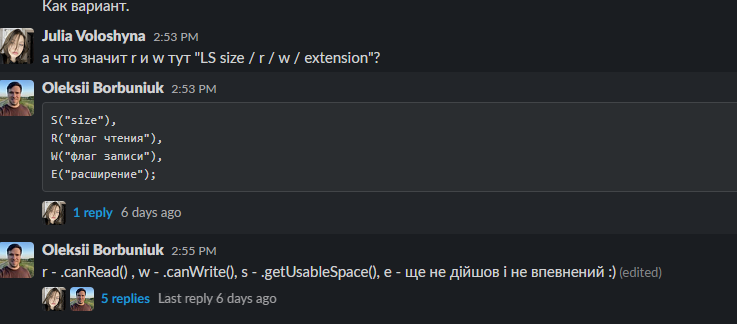 Как вариант.
Julia Voloshyna 2:53 PM
а что значит r и w тут "LS size / r / w / extension"?
Oleksii Borbuniuk 2:53 PM
S("size"),
R("флаг чтения"),
W("флаг записи"),
E("расширение");
1 reply 6 days ago
Oleksii Borbuniuk 2:55 PM
r - .canRead() , w - .canWrite(), s - .getUsableSpace(), e - ще не дійшов і не впевнений :) (edited)
5 replies Last reply 6 days ago